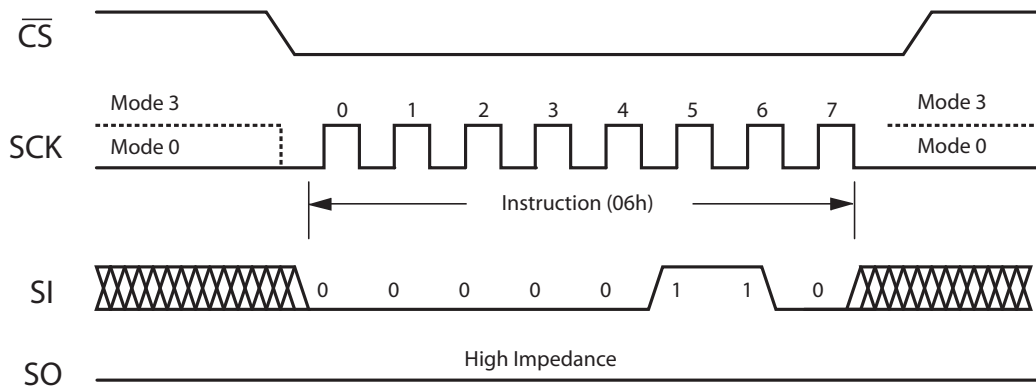 CS
Mode 3
0 1 2 3 4 5 6 7
Mode 3
SCK
Mode 0
Mode 0
Instruction (06h)
SI
0 0 0 0 0 1 1 0
High Impedance
SO